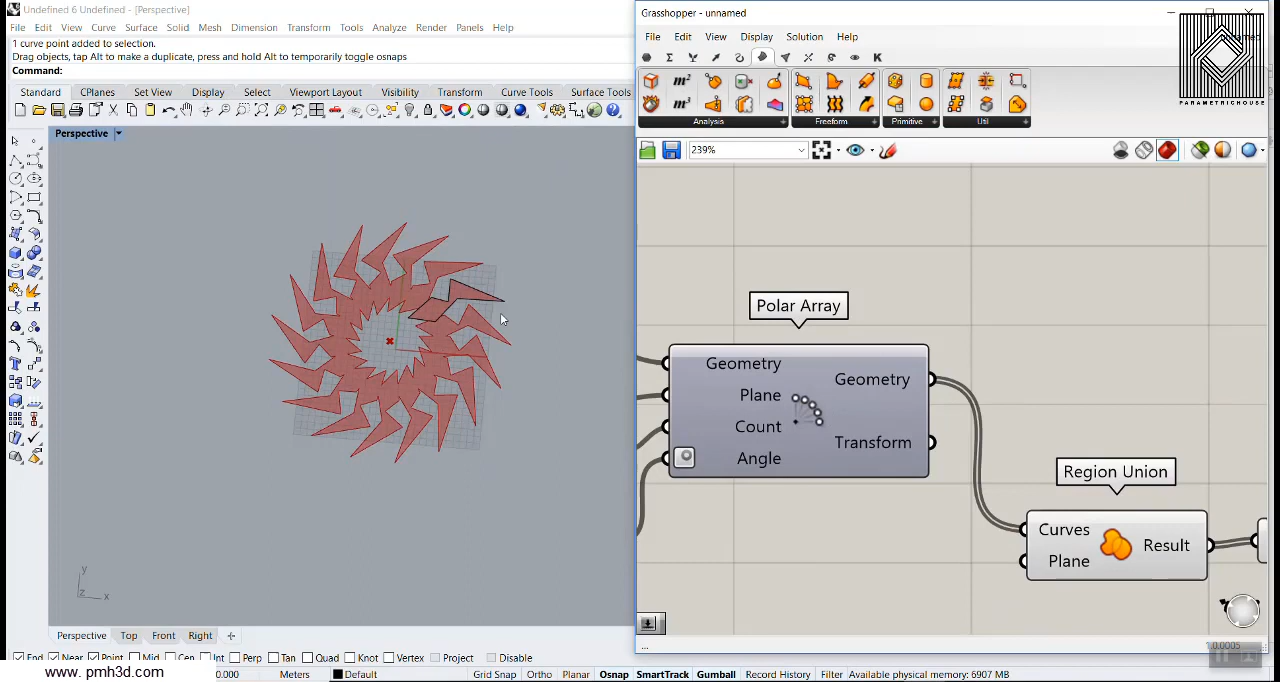 Undefined 6 Undefined - [Perspective]
File Edit View Curve Surface Solid Mesh Dimension Transform Tools Analyze Render Panels Help
1 curve point added to selection.
Drag objects, tap Alt to make a duplicate, press and hold Alt to temporarily toggle osnaps
Command:
Standard CPlanes Set View Display Select Viewport Layout Visibility Transform Curve Tools Surface Tools
Perspective
y
z x
Perspective Top Front Right
End Near Point Mid Cen Int Perp Tan Quad Knot Vertex Project Disable
www. pmh3d.com
0.000 Meters Default Grid Snap Ortho Planar Osnap SmartTrack Gumball Record History Filter Available physical memory: 6907 MB
Grasshopper - unnamed
File Edit View Display Solution Help
PARAMETRICHOUSE
Analysis Freeform Primitive Util
239%
Polar Array
Geometry
Plane
Count
Angle
Geometry
Transform
Region Union
Curves
Plane
Result
...
1.0.0005